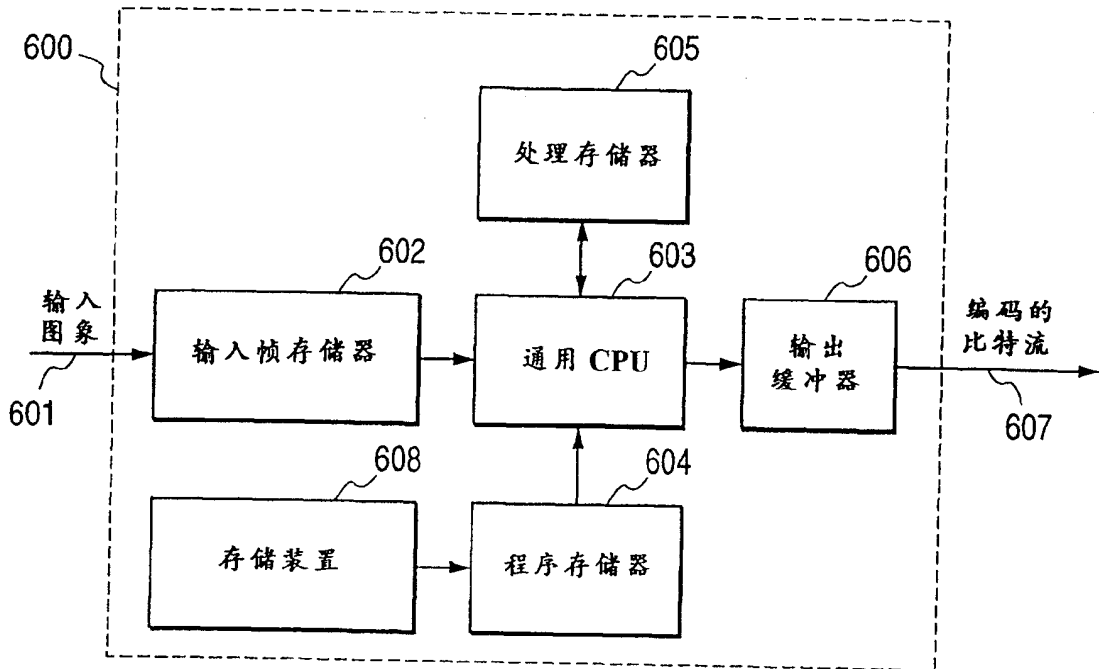 600
605
处理存储器
602
603
606
输入
图象
输入帧存储器
通用 CPU
输出
缓冲器
编码的
比特流
601
607
608
604
存储装置
程序存储器